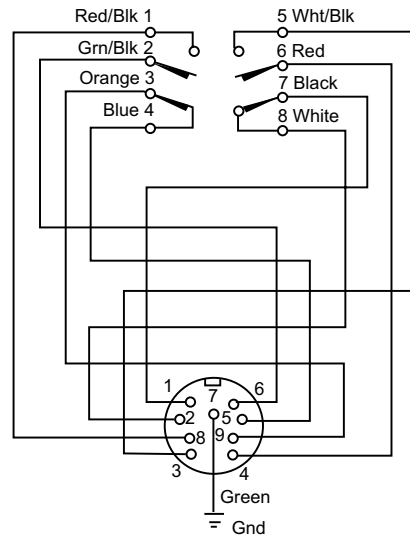 Red/Blk 1
5 Wht/Blk
Grn/Blk 2
6 Red
Orange 3
7 Black
Blue 4
8 White
1
7
6
2
5
8
9
3
4
Green
Gnd